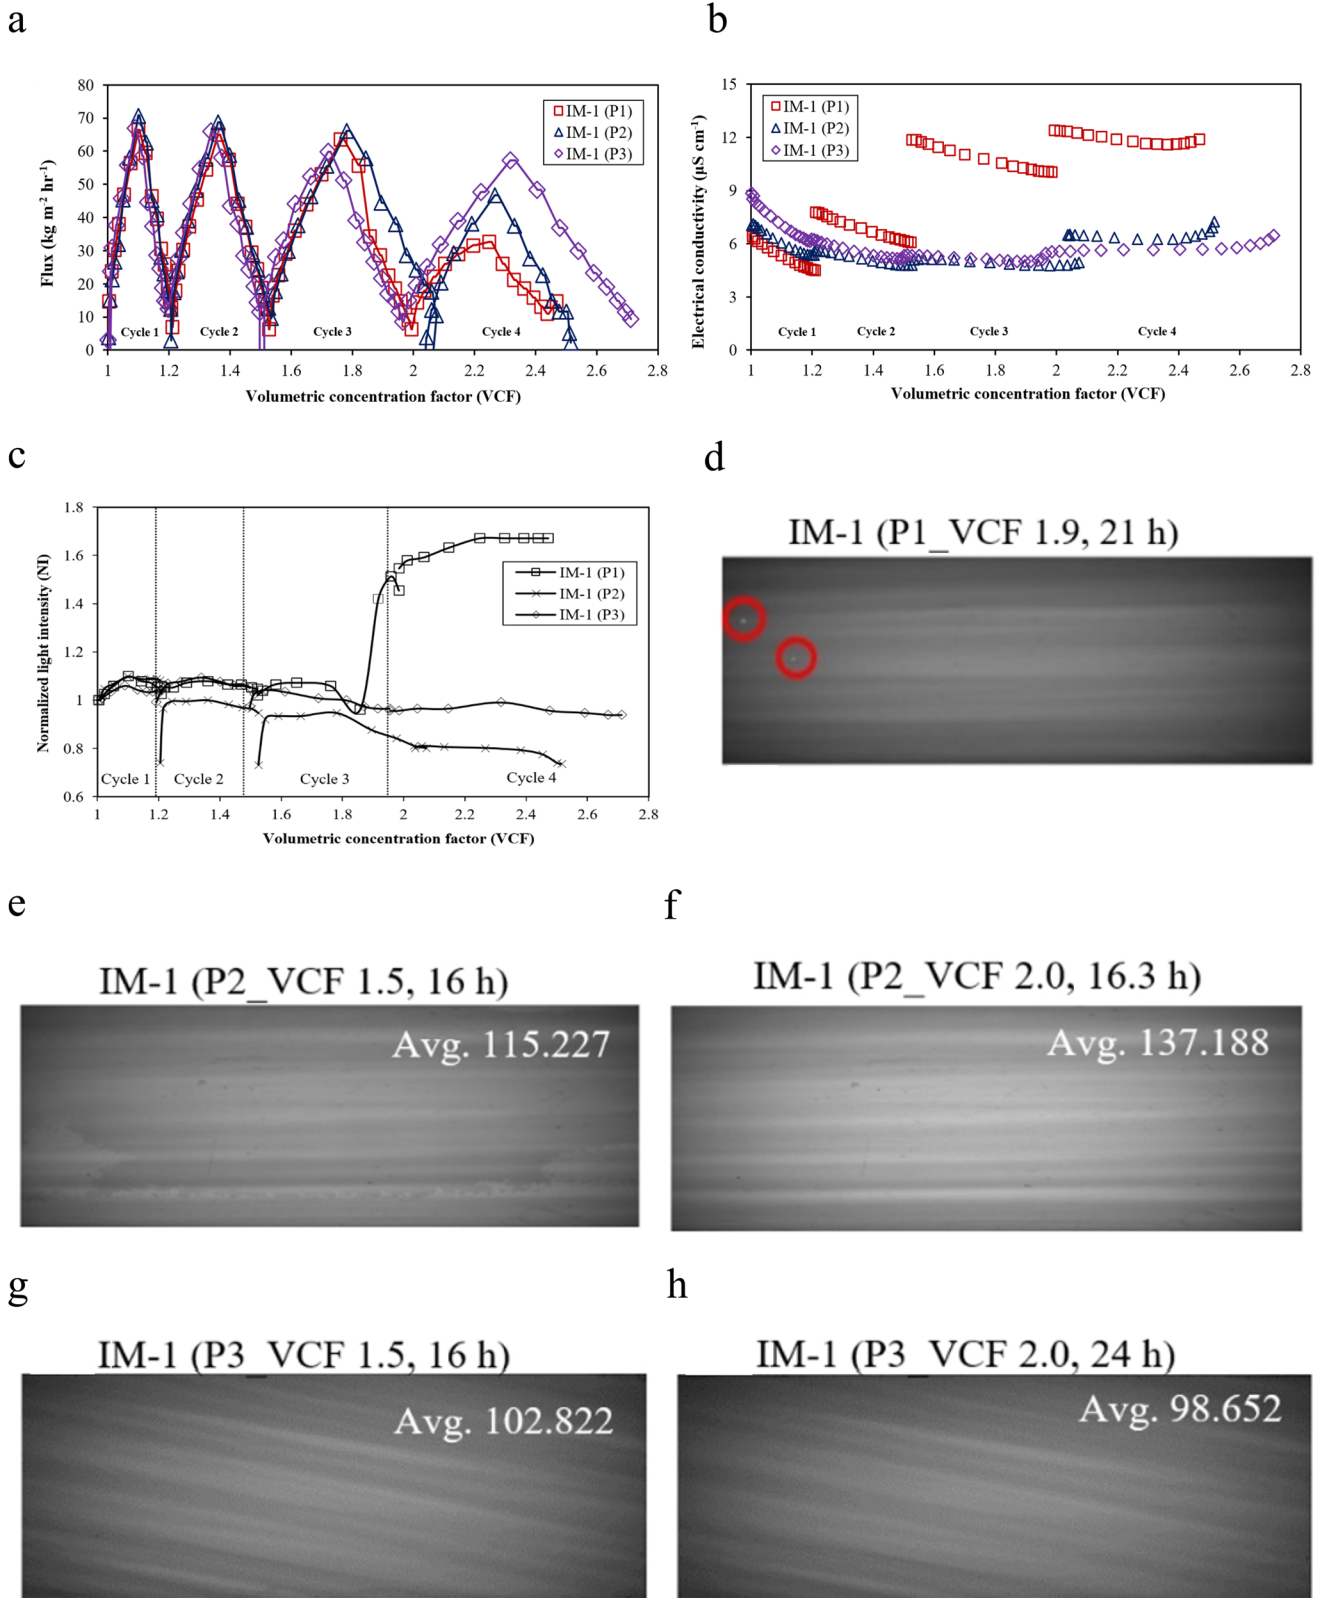 a
80
70
60
50
40
30
20
10
0
Flux (kg m⁻² hr⁻¹)
IM-1 (P1)
IM-1 (P2)
IM-1 (P3)
Cycle 1
Cycle 2
Cycle 3
Cycle 4
1 1.2 1.4 1.6 1.8 2 2.2 2.4 2.6 2.8
Volumetric concentration factor (VCF)
b
15
12
9
6
3
0
Electrical conductivity (µS cm⁻¹)
IM-1 (P1)
IM-1 (P2)
IM-1 (P3)
Cycle 1
Cycle 2
Cycle 3
Cycle 4
1 1.2 1.4 1.6 1.8 2 2.2 2.4 2.6 2.8
Volumetric concentration factor (VCF)
c
1.8
1.6
1.4
1.2
1
0.8
0.6
Normalized light intensity (NI)
IM-1 (P1)
IM-1 (P2)
IM-1 (P3)
Cycle 1
Cycle 2
Cycle 3
Cycle 4
1 1.2 1.4 1.6 1.8 2 2.2 2.4 2.6 2.8
Volumetric concentration factor (VCF)
d
IM-1 (P1_VCF 1.9, 21 h)
e
IM-1 (P2_VCF 1.5, 16 h)
Avg. 115.227
f
IM-1 (P2_VCF 2.0, 16.3 h)
Avg. 137.188
g
IM-1 (P3_VCF 1.5, 16 h)
Avg. 102.822
h
IM-1 (P3_VCF 2.0, 24 h)
Avg. 98.652